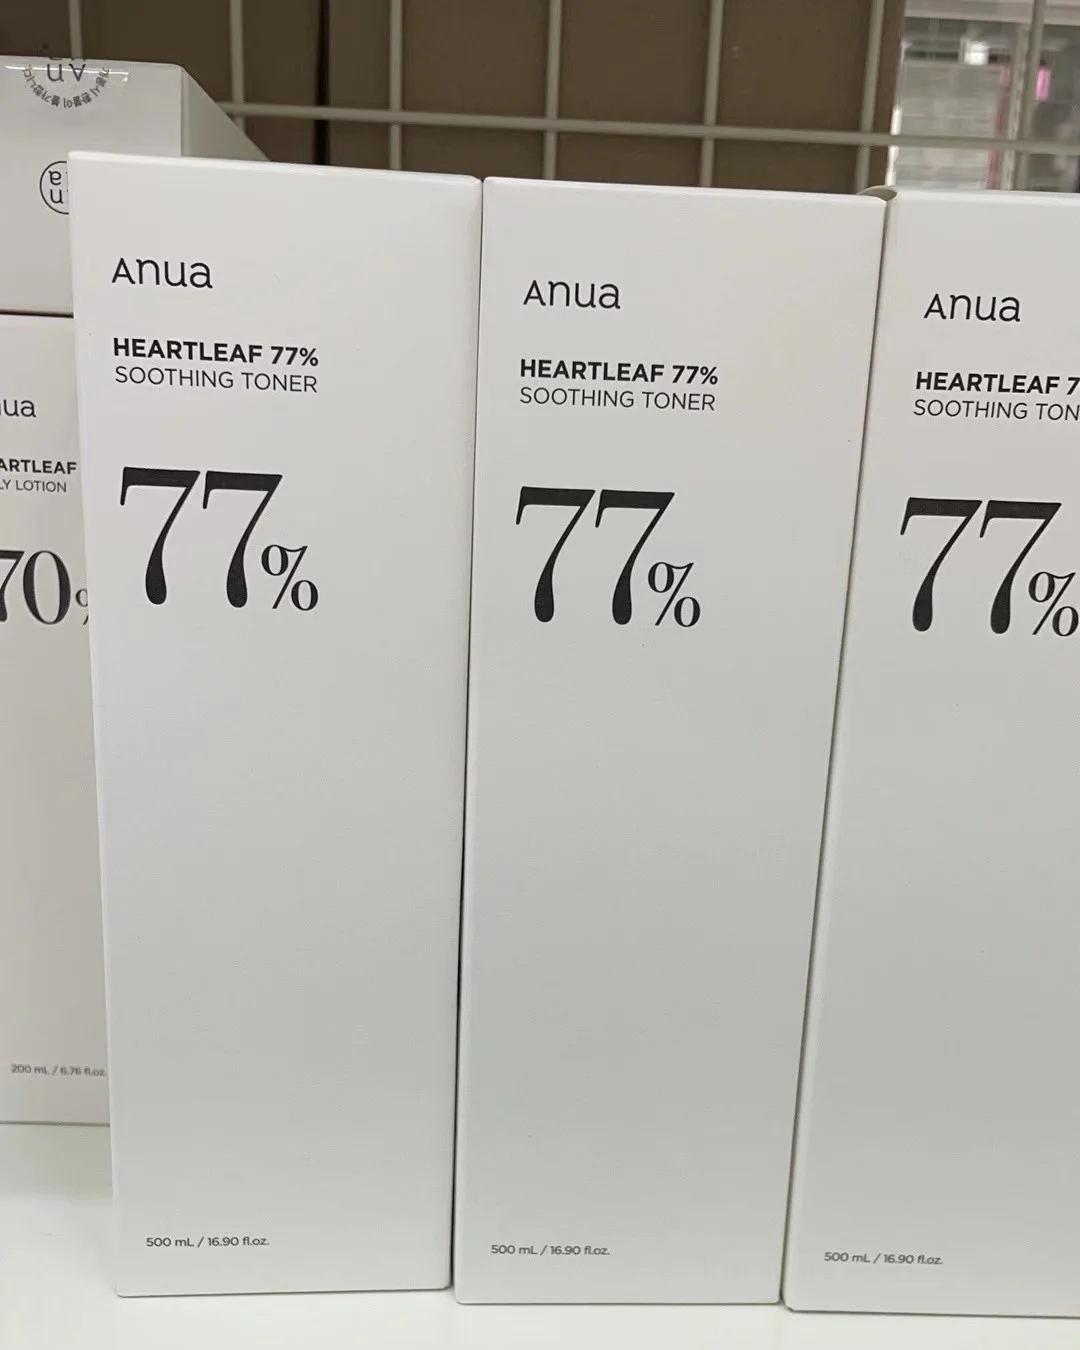 Anua
HEARTLEAF 77%
SOOTHING TONER
77%
500 mL / 16.90 fl.oz.
Anua
HEARTLEAF 77%
SOOTHING TONER
77%
500 mL / 16.90 fl.oz.
Anua
HEARTLEAF 7
SOOTHING TON
77%
500 mL / 16.90 fl.oz.
ua
ARTLEAF
LY LOTION
70%
200 mL / 6.76 fl.oz.